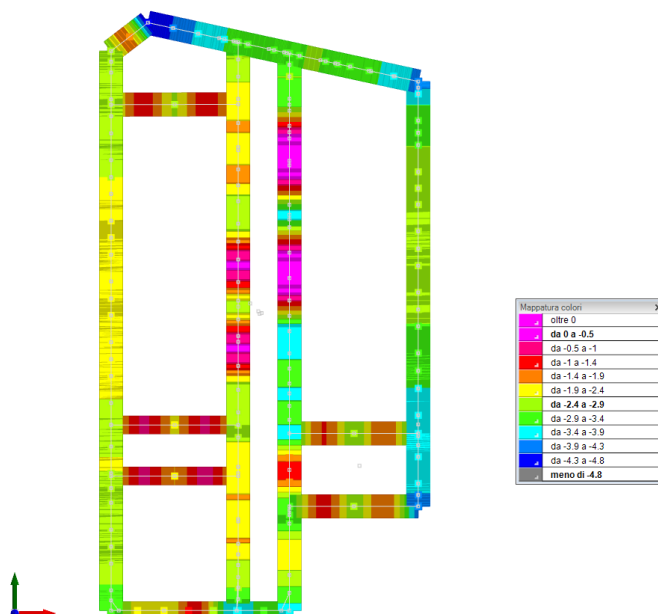 Mappatura colori
oltre 0
da 0 a -0.5
da -0.5 a -1
da -1 a -1.4
da -1.4 a -1.9
da -1.9 a -2.4
da -2.4 a -2.9
da -2.9 a -3.4
da -3.4 a -3.9
da -3.9 a -4.3
da -4.3 a -4.8
meno di -4.8